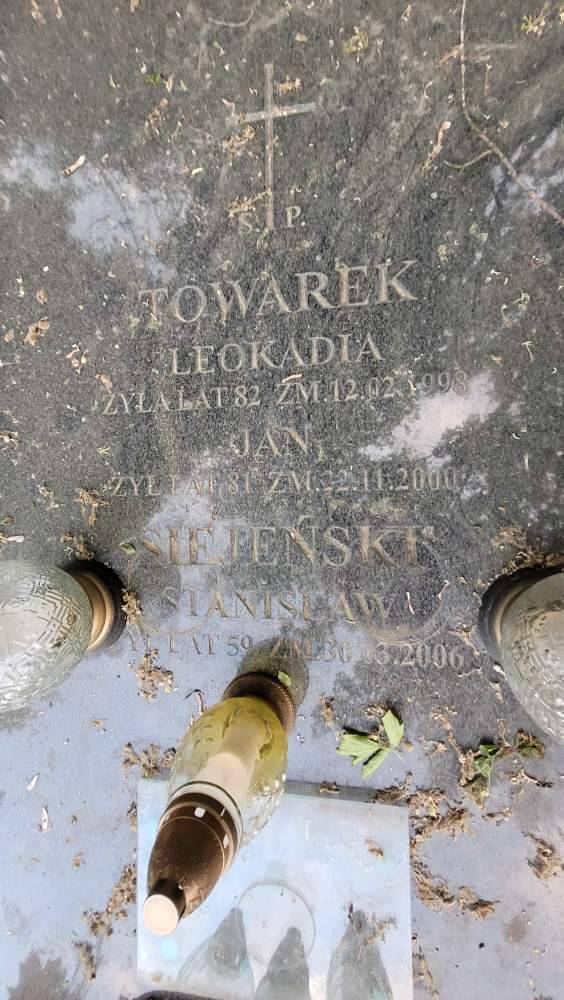 Ś. P.
TOWAREK
LEOKADIA
ŻYŁA LAT 82 ZM. 12.02.1998
JAN
ŻYŁ LAT 81 ZM. 22.11.2000
SIEJEŃSKI
STANISŁAW
ŻYŁ LAT 59 ZM. 30.03.2006